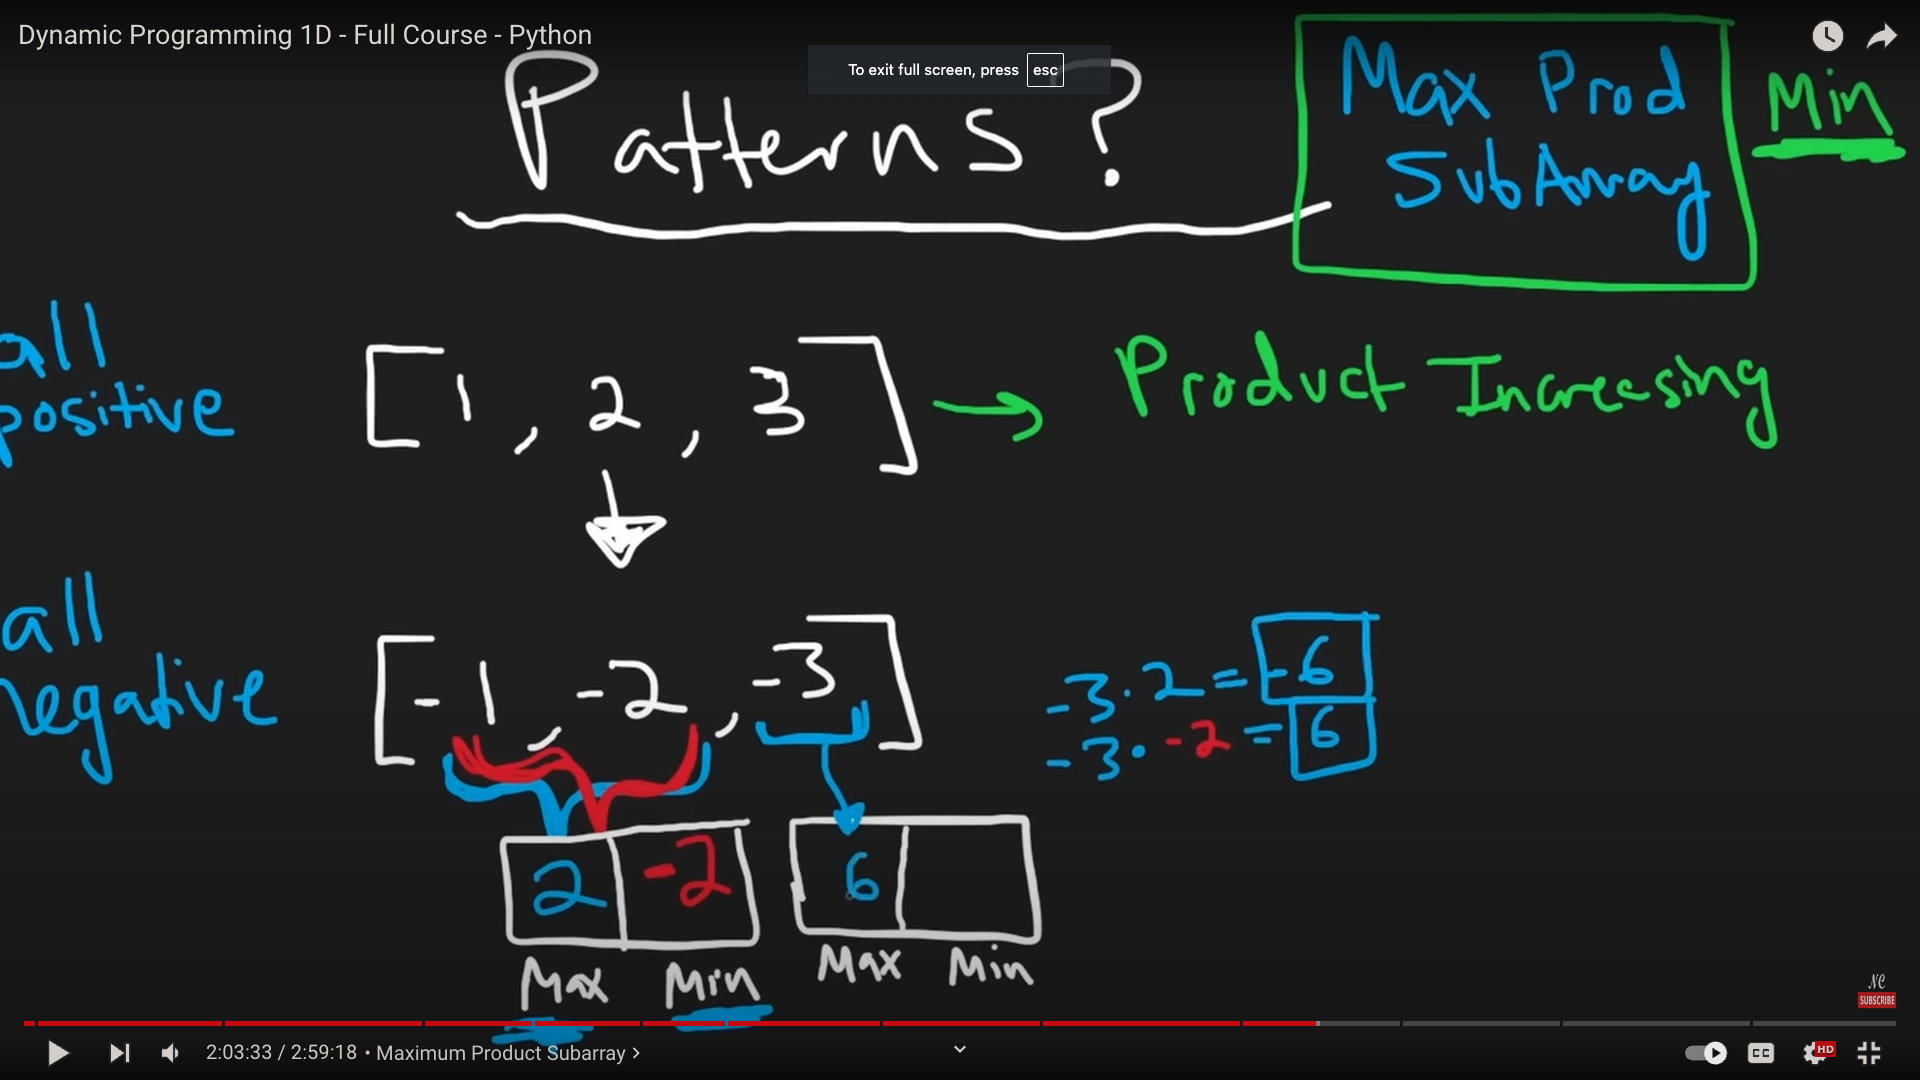 Dynamic Programming 1D - Full Course - Python
To exit full screen, press esc
Patterns?
Max Prod
SubArray
Min
all
positive
[1, 2, 3] → Product Increasing
all
negative
[-1, -2, -3]
-3·2=-6
-3·-2=6
2 -2
6
Max Min
Max Min
NC
SUBSCRIBE
2:03:33 / 2:59:18 • Maximum Product Subarray >
CC
HD